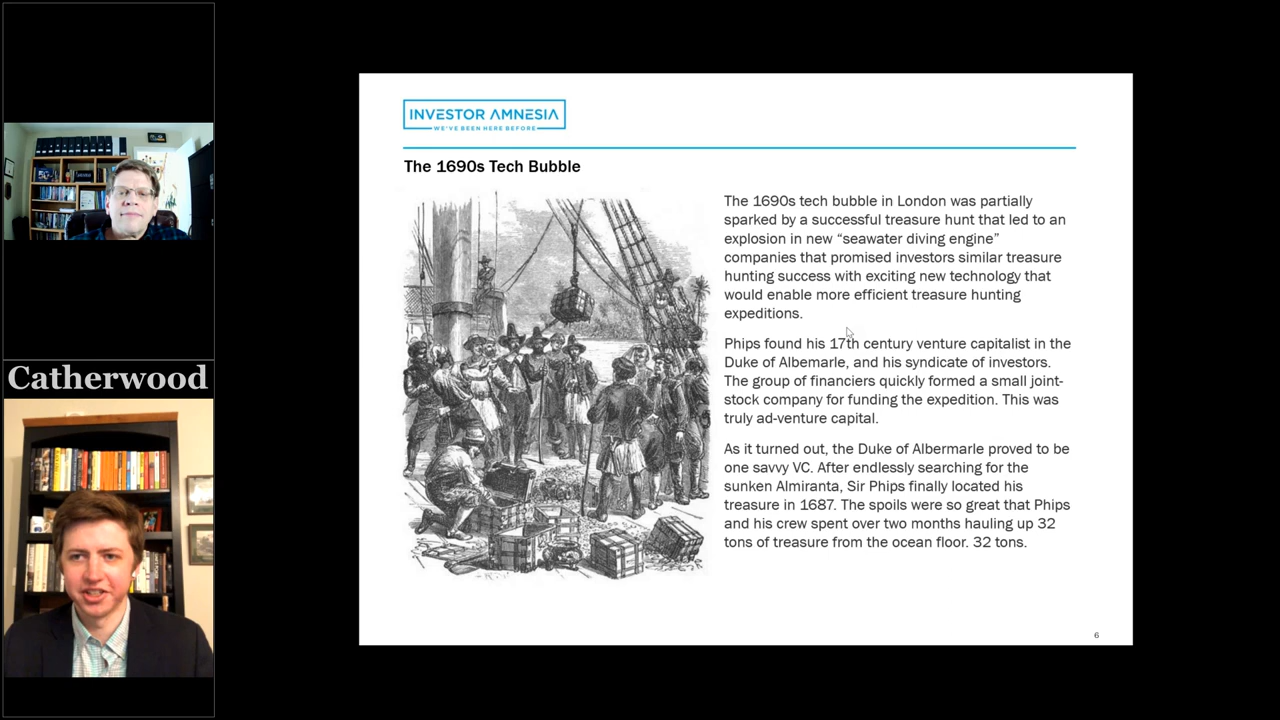 Catherwood
INVESTOR AMNESIA
WE'VE BEEN HERE BEFORE
The 1690s Tech Bubble
The 1690s tech bubble in London was partially
sparked by a successful treasure hunt that led to an
explosion in new “seawater diving engine”
companies that promised investors similar treasure
hunting success with exciting new technology that
would enable more efficient treasure hunting
expeditions.
Phips found his 17th century venture capitalist in the
Duke of Albemarle, and his syndicate of investors.
The group of financiers quickly formed a small joint-
stock company for funding the expedition. This was
truly ad-venture capital.
As it turned out, the Duke of Albermarle proved to be
one savvy VC. After endlessly searching for the
sunken Almiranta, Sir Phips finally located his
treasure in 1687. The spoils were so great that Phips
and his crew spent over two months hauling up 32
tons of treasure from the ocean floor. 32 tons.
6